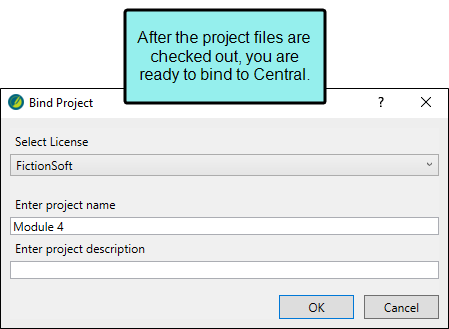 After the project files are
checked out, you are
ready to bind to Central.
Bind Project
?
Select License
FictionSoft
Enter project name
Module 4
Enter project description
OK Cancel